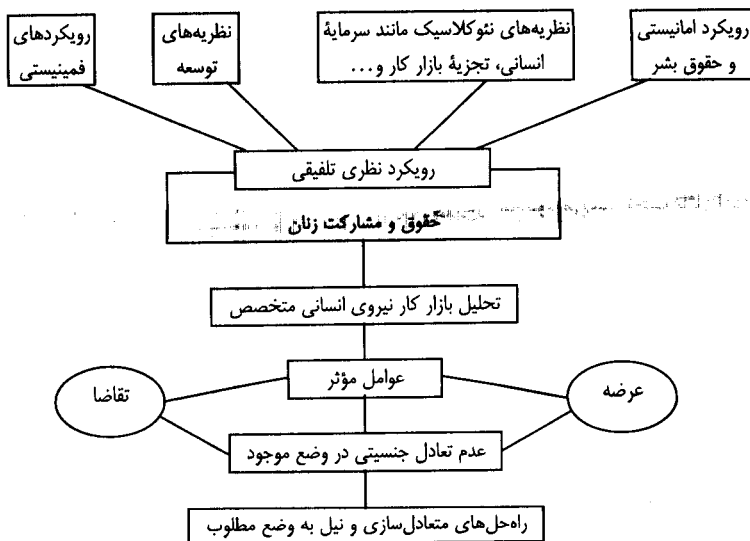 رویکرد امانیستی
و حقوق بشر
نظریه‌های نئوکلاسیک مانند سرمایهٔ
انسانی، تجزیهٔ بازار کار و...
نظریه‌های
توسعه
رویکردهای
فمینیستی
رویکرد نظری تلفیقی
حقوق و مشارکت زنان
تحلیل بازار کار نیروی انسانی متخصص
عوامل مؤثر
عرضه
تقاضا
عدم تعادل جنسیتی در وضع موجود
راه‌حل‌های متعادل‌سازی و نیل به وضع مطلوب